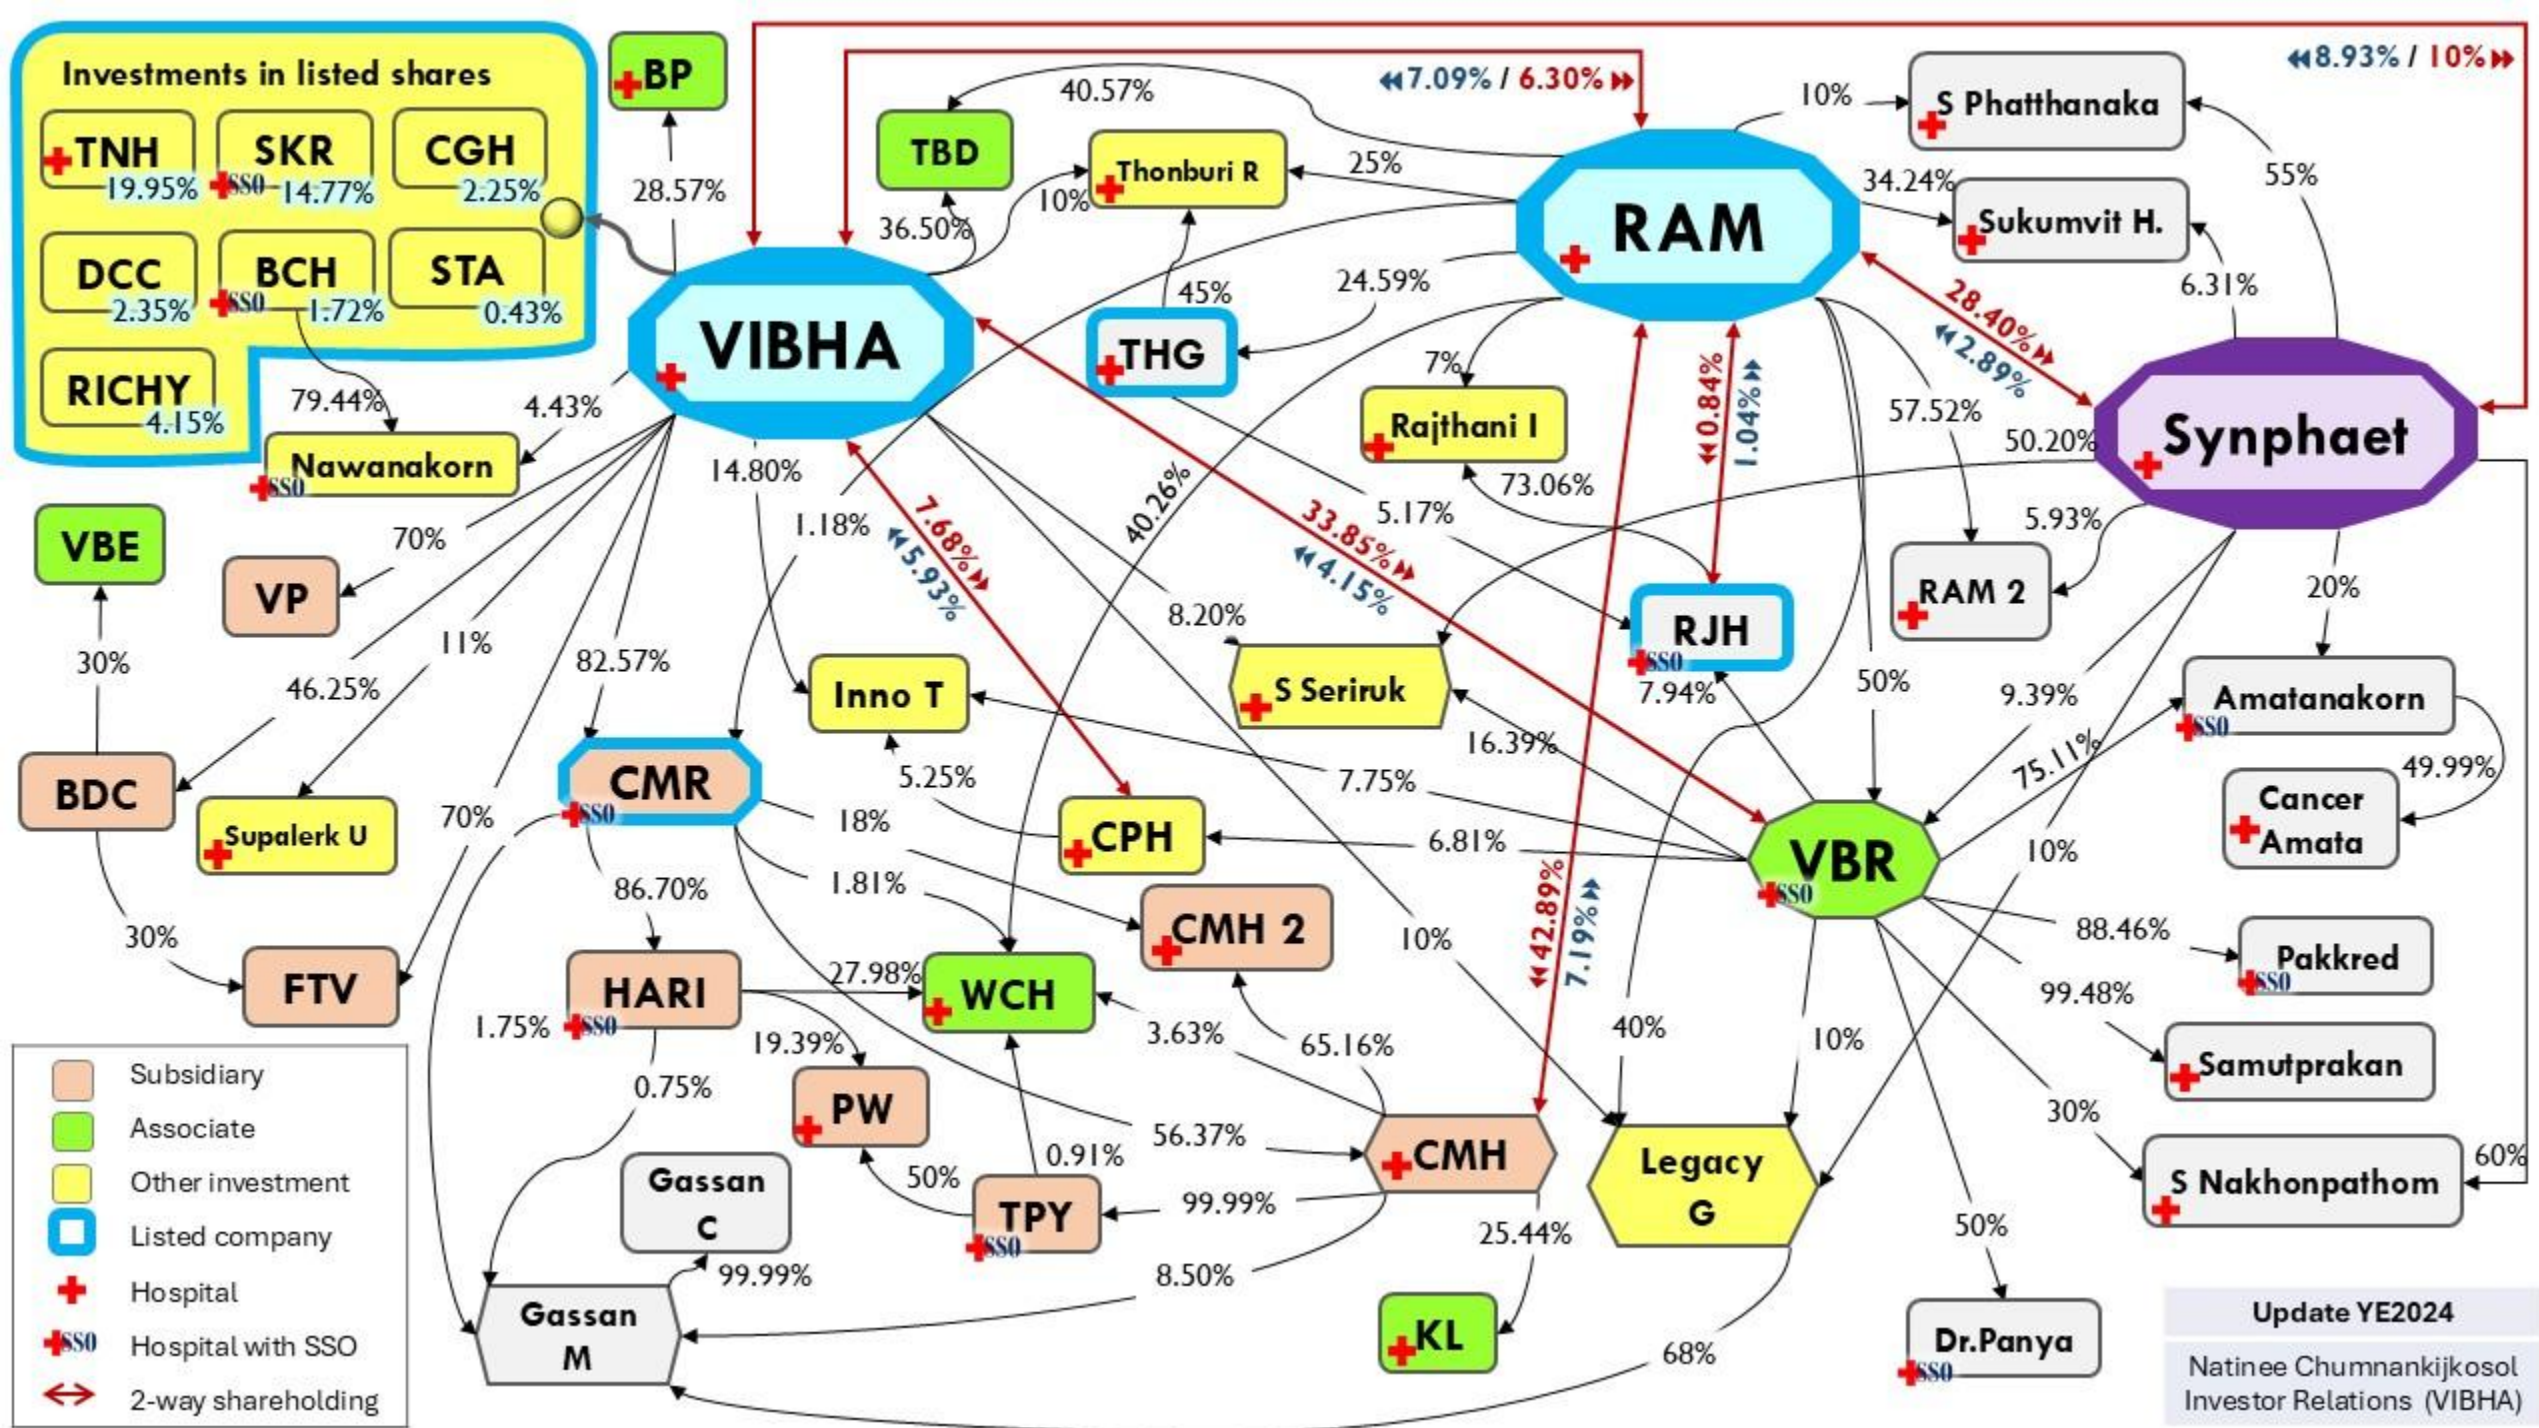 Investments in listed shares
TNH
19.95%
SKR
SSO
14.77%
CGH
2.25%
DCC
2.35%
BCH
SSO
1.72%
STA
0.43%
RICHY
4.15%
BP
28.57%
TBD
40.57%
36.50%
Thonburi R
10%
25%
45%
◀◀7.09% / 6.30%▶▶
◀◀8.93% / 10%▶▶
RAM
10%
S Phatthanaka
34.24%
Sukumvit H.
55%
6.31%
VIBHA
THG
24.59%
7%
Rajthani I
73.06%
◀◀0.84%
1.04%▶▶
28.40%▶▶
◀◀2.89%
57.52%
50.20%
Synphaet
79.44%
4.43%
Nawanakorn
SSO
14.80%
1.18%
7.68%▶▶
◀◀5.93%
40.26%
33.85%▶▶
◀◀4.15%
5.17%
5.93%
RAM 2
20%
VBE
VP
70%
30%
46.25%
11%
82.57%
8.20%
S Seriruk
RJH
SSO
7.94%
50%
9.39%
Amatanakorn
SSO
49.99%
75.11%
Cancer
Amata
BDC
Supalerk U
70%
CMR
SSO
Inno T
5.25%
16.39%
7.75%
18%
CPH
6.81%
VBR
SSO
10%
86.70%
1.81%
CMH 2
◀◀42.89%
7.19%▶▶
10%
88.46%
Pakkred
SSO
30%
FTV
HARI
SSO
1.75%
27.98%
WCH
19.39%
3.63%
65.16%
40%
10%
99.48%
Samutprakan
0.75%
PW
56.37%
CMH
Legacy
G
30%
S Nakhonpathom
60%
50%
0.91%
TPY
SSO
99.99%
25.44%
50%
Gassan
C
99.99%
8.50%
Gassan
M
KL
68%
Dr.Panya
SSO
Subsidiary
Associate
Other investment
Listed company
Hospital
SSO
Hospital with SSO
2-way shareholding
Update YE2024
Natinee Chumnankijkosol
Investor Relations (VIBHA)